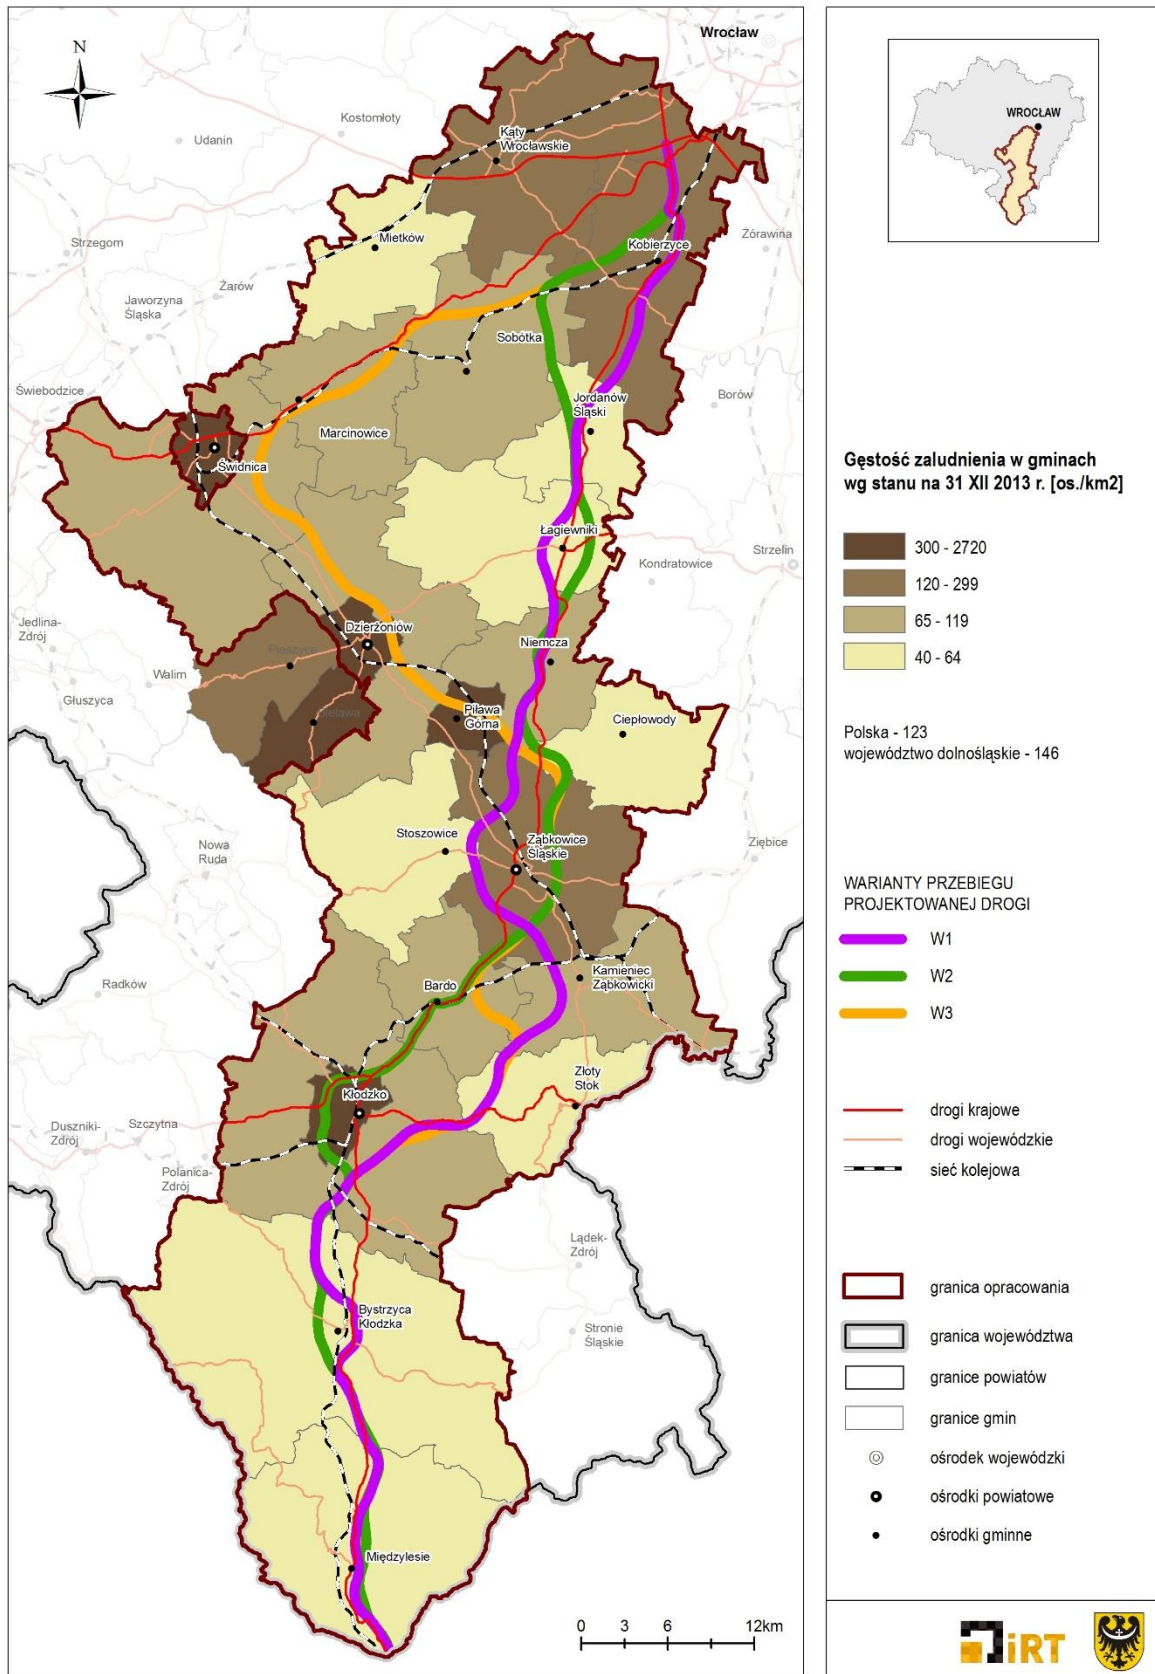 Wrocław
N
Kostomłoty
Udanin
Kąty
Wrocławskie
Strzegom
Mietków
Żórawina
Kobierzyce
Żarów
Jaworzyna
Śląska
Sobótka
Świebodzice
Jordanów
Śląski
Borów
Marcinowice
Świdnica
Łagiewniki
Strzelin
Kondratowice
Jedlina-
Zdrój
Dzierżoniów
Niemcza
Pieszyce
Walim
Głuszyca
Bielawa
Piława
Górna
Ciepłowody
Stoszowice
Ząbkowice
Śląskie
Ziębice
Nowa
Ruda
Radków
Bardo
Kamieniec
Ząbkowicki
Złoty
Stok
Kłodzko
Duszniki-
Zdrój
Szczytna
Polanica-
Zdrój
Lądek-
Zdrój
Bystrzyca
Kłodzka
Stronie
Śląskie
Międzylesie
0 3 6 12km
WROCŁAW
Gęstość zaludnienia w gminach
wg stanu na 31 XII 2013 r. [os./km2]
300 - 2720
120 - 299
65 - 119
40 - 64
Polska - 123
województwo dolnośląskie - 146
WARIANTY PRZEBIEGU
PROJEKTOWANEJ DROGI
W1
W2
W3
drogi krajowe
drogi wojewódzkie
sieć kolejowa
granica opracowania
granica województwa
granice powiatów
granice gmin
ośrodek wojewódzki
ośrodki powiatowe
ośrodki gminne
iRT